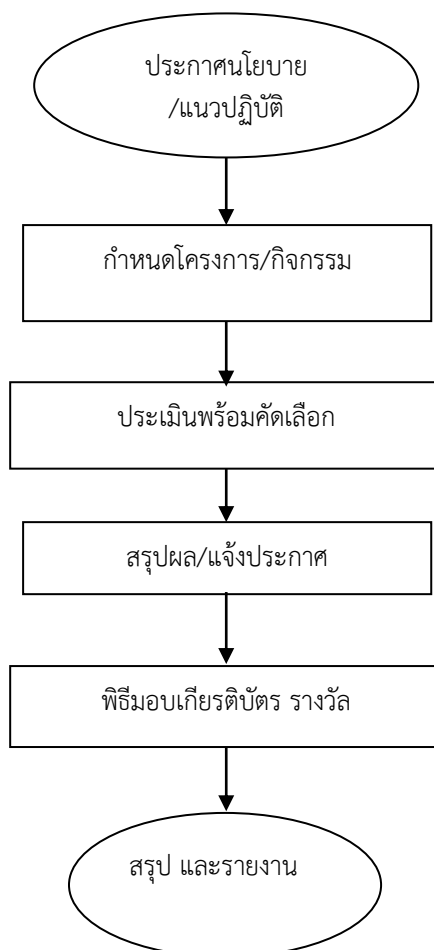 ประกาศนโยบาย
/แนวปฏิบัติ
กำหนดโครงการ/กิจกรรม
ประเมินพร้อมคัดเลือก
สรุปผล/แจ้งประกาศ
พิธีมอบเกียรติบัตร รางวัล
สรุป และรายงาน